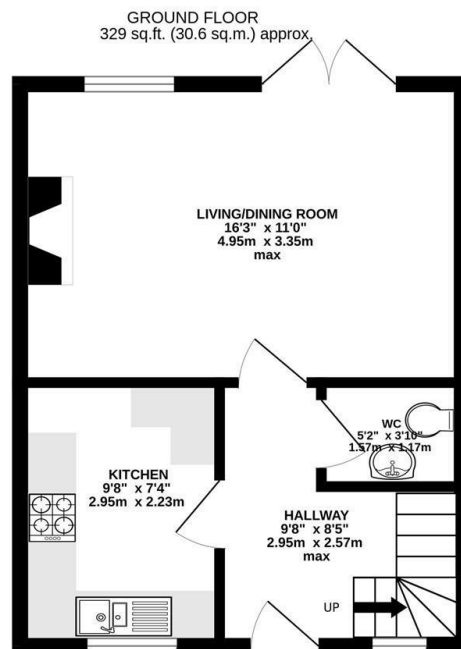 GROUND FLOOR
329 sq.ft. (30.6 sq.m.) approx.
LIVING/DINING ROOM
16'3" x 11'0"
4.95m x 3.35m
max
WC
5'2" x 3'10"
1.57m x 1.17m
KITCHEN
9'8" x 7'4"
2.95m x 2.23m
HALLWAY
9'8" x 8'5"
2.95m x 2.57m
max
UP